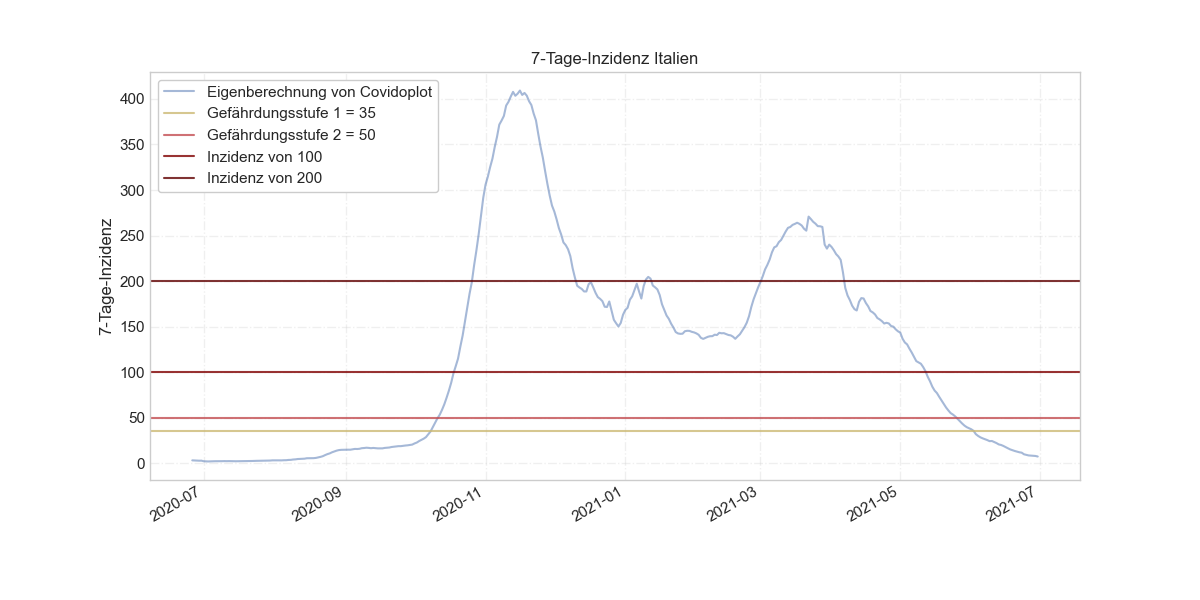 7-Tage-Inzidenz Italien
Eigenberechnung von Covidoplot
Gefährdungsstufe 1 = 35
Gefährdungsstufe 2 = 50
Inzidenz von 100
Inzidenz von 200
7-Tage-Inzidenz
400
350
300
250
200
150
100
50
0
2020-07
2020-09
2020-11
2021-01
2021-03
2021-05
2021-07